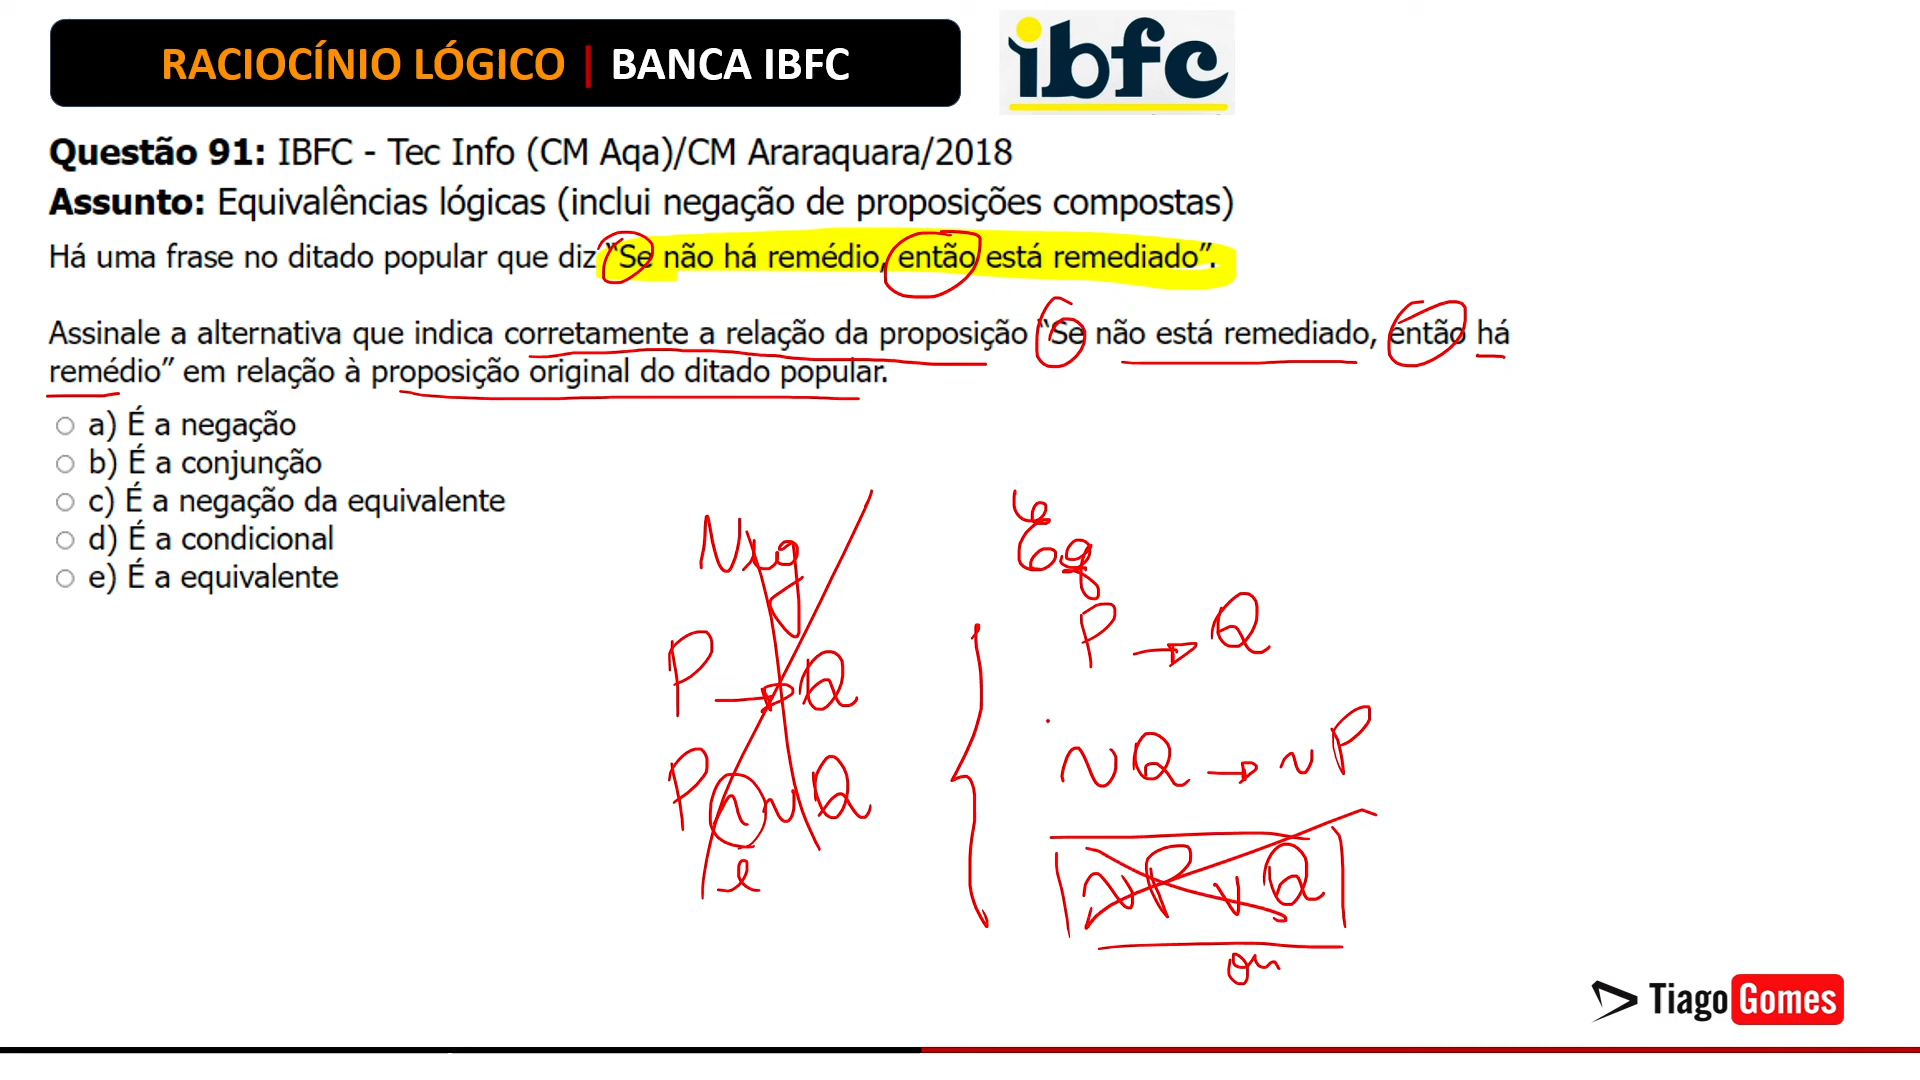 RACIOCÍNIO LÓGICO | BANCA IBFC
ibfc
Questão 91: IBFC - Tec Info (CM Aqa)/CM Araraquara/2018
Assunto: Equivalências lógicas (inclui negação de proposições compostas)
Há uma frase no ditado popular que diz “Se não há remédio, então está remediado”.
Assinale a alternativa que indica corretamente a relação da proposição “Se não está remediado, então há
remédio” em relação à proposição original do ditado popular.
a) É a negação
b) É a conjunção
c) É a negação da equivalente
d) É a condicional
e) É a equivalente
Neg
P → Q
P ∧ ~Q
e
Eq
P → Q
~Q → ~P
~P ∨ Q
ou
Tiago Gomes